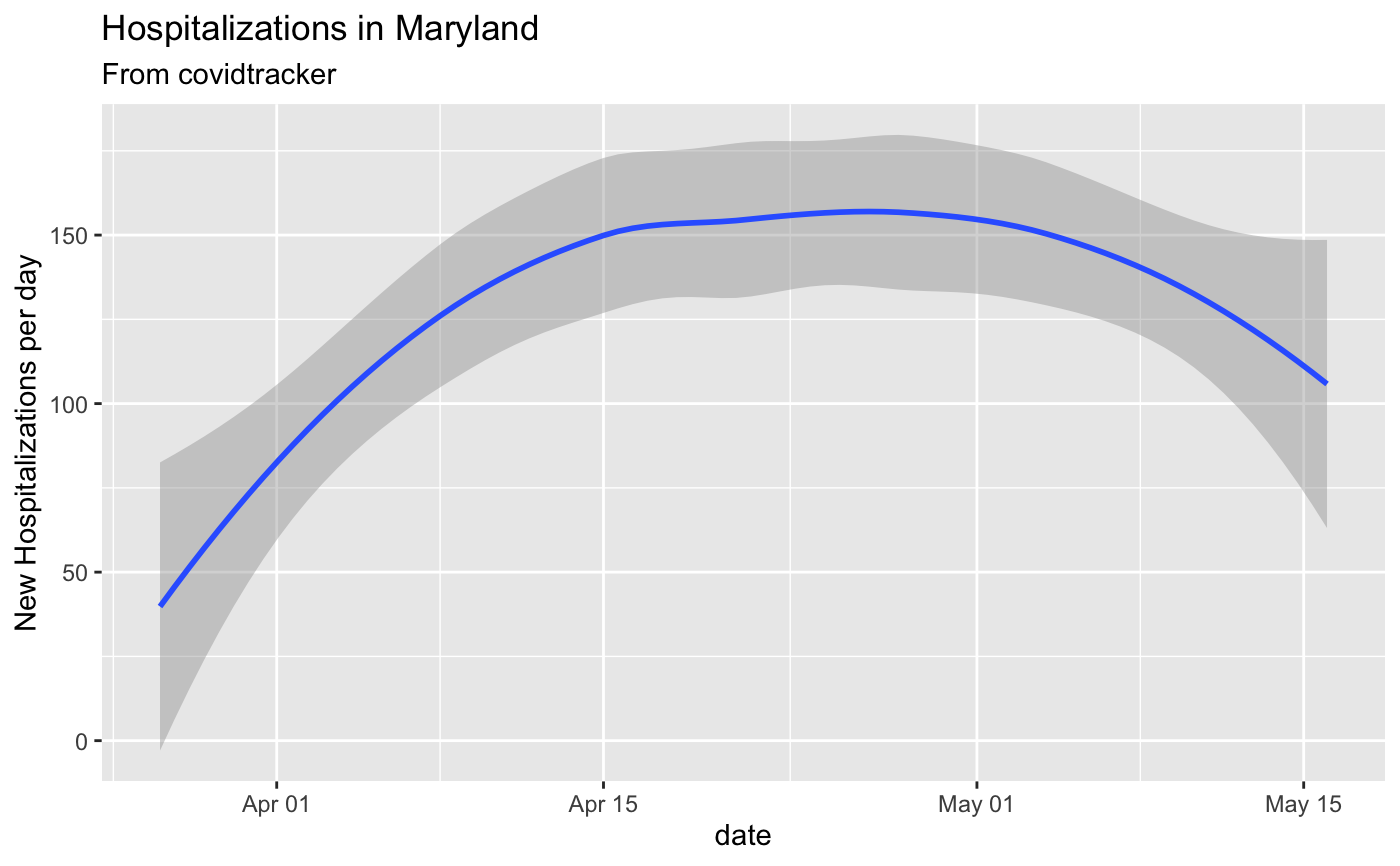 Hospitalizations in Maryland
From covidtracker
New Hospitalizations per day
150
100
50
0
Apr 01
Apr 15
May 01
May 15
date